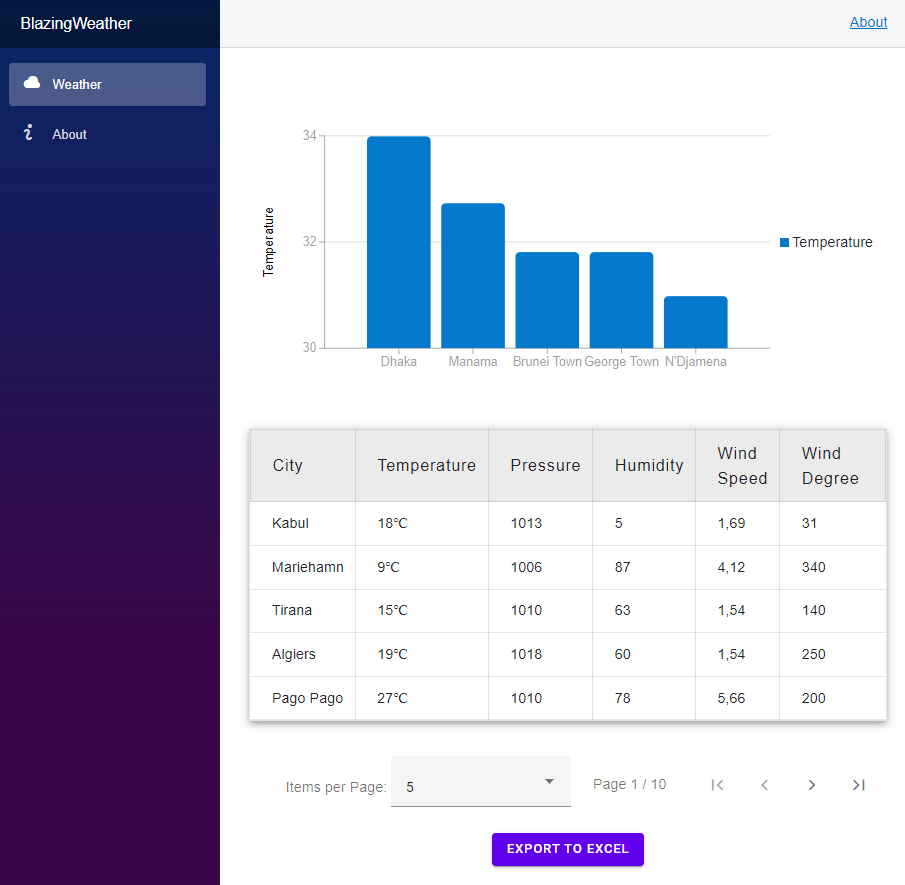 BlazingWeather
About
Weather
About
34
32
30
Temperature
Temperature
Dhaka Manama Brunei Town George Town N'Djamena
City Temperature Pressure Humidity Wind Speed Wind Degree
Kabul 18℃ 1013 5 1,69 31
Mariehamn 9℃ 1006 87 4,12 340
Tirana 15℃ 1010 63 1,54 140
Algiers 19℃ 1018 60 1,54 250
Pago Pago 27℃ 1010 78 5,66 200
Items per Page: 5 Page 1 / 10
EXPORT TO EXCEL